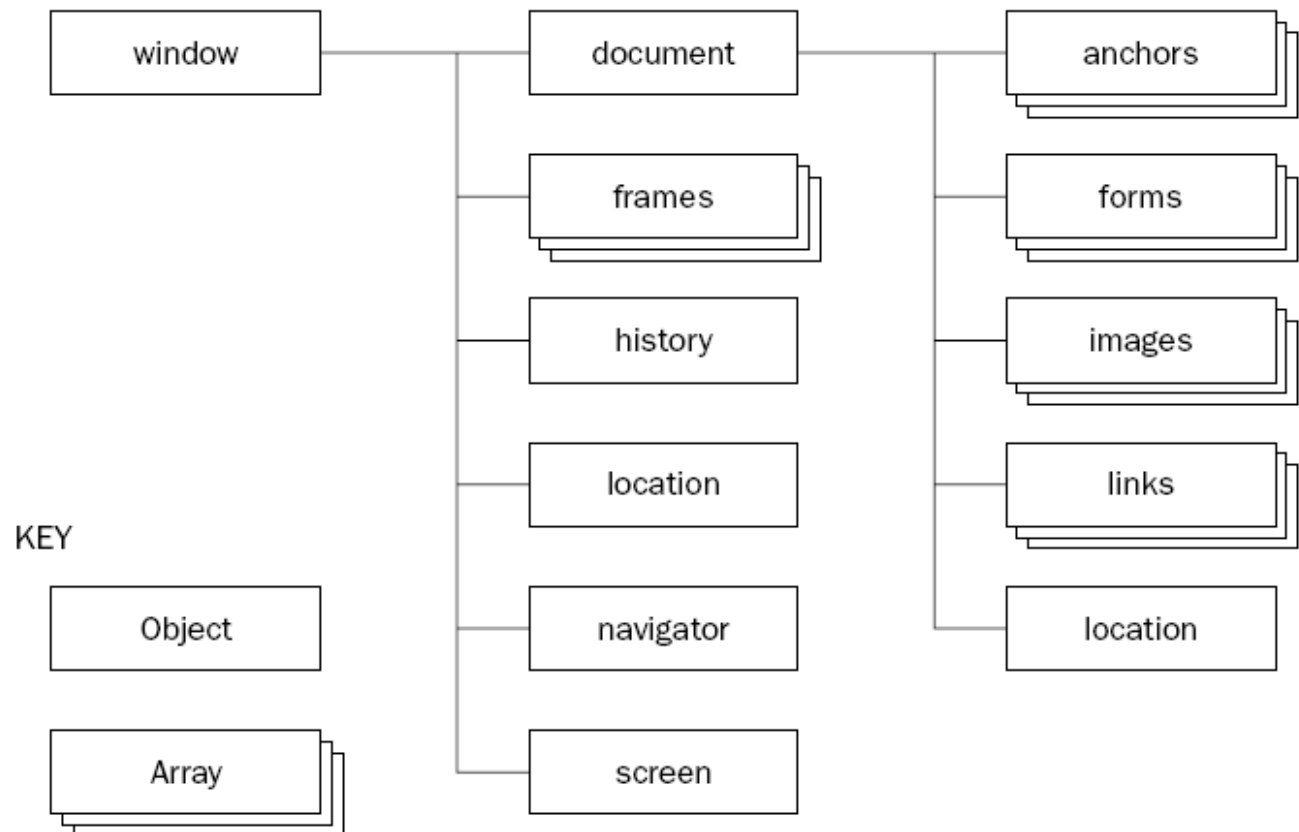 window
document
anchors
frames
forms
history
images
location
links
KEY
Object
navigator
location
Array
screen